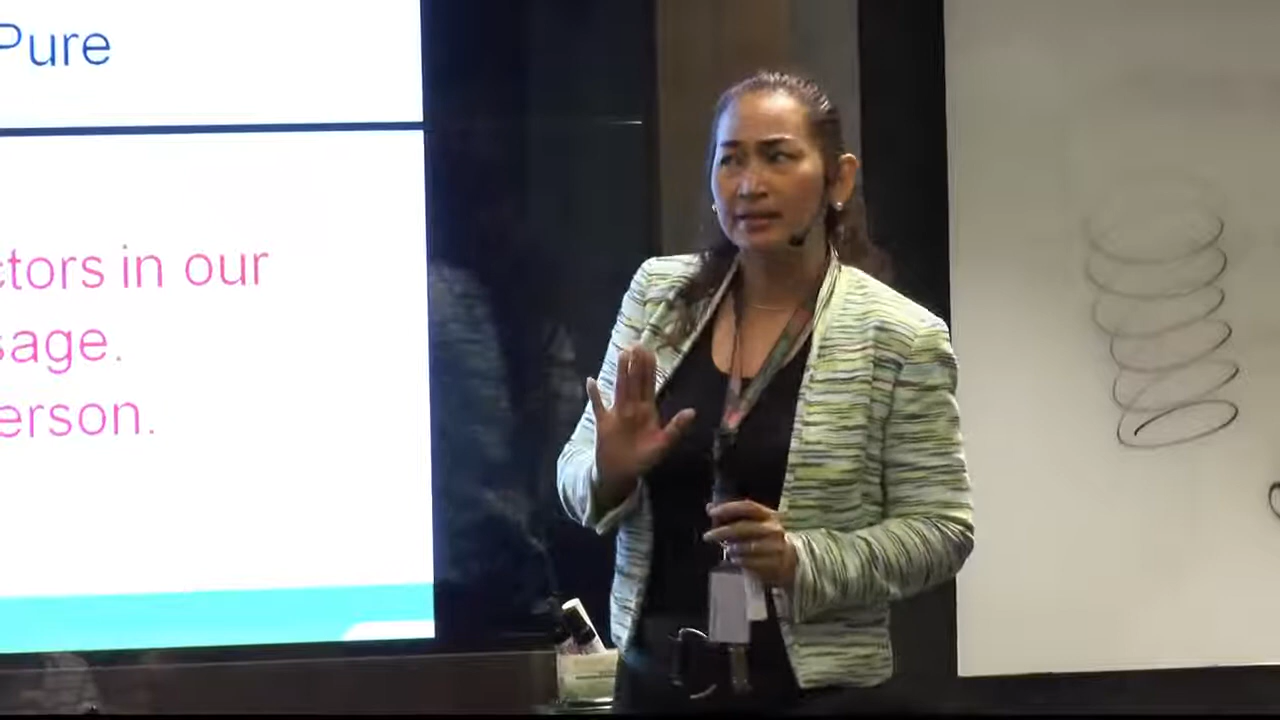 Pure
ctors in our
sage.
erson.